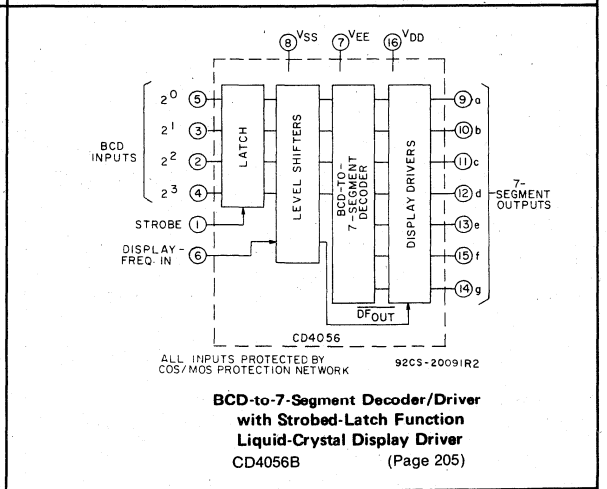 8 VSS 7 VEE 16 VDD
2⁰ 5
2¹ 3
2² 2
2³ 4
BCD
INPUTS
STROBE 1
DISPLAY-
FREQ. IN 6
LATCH
LEVEL SHIFTERS
BCD-TO-
7-SEGMENT
DECODER
DISPLAY DRIVERS
9 a
10 b
11 c
12 d
13 e
15 f
14 g
7-
SEGMENT
OUTPUTS
DFOUT
CD4056
ALL INPUTS PROTECTED BY
COS/MOS PROTECTION NETWORK
92CS-20091R2
BCD-to-7-Segment Decoder/Driver
with Strobed-Latch Function
Liquid-Crystal Display Driver
CD4056B (Page 205)